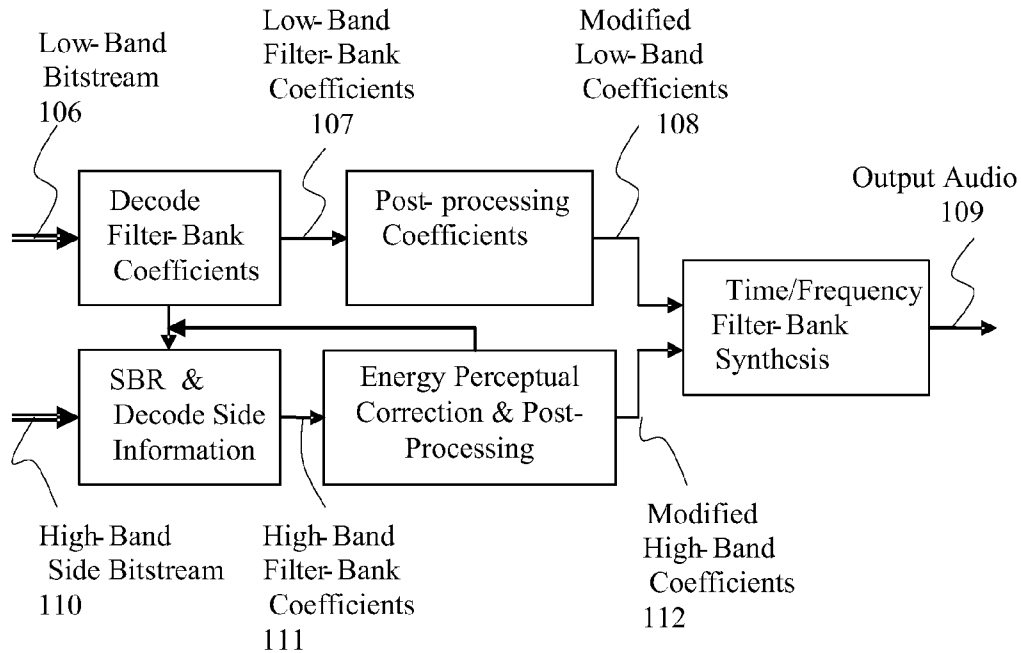 Low-Band
Bitstream
106
Low-Band
Filter-Bank
Coefficients
107
Modified
Low-Band
Coefficients
108
Output Audio
109
Decode
Filter-Bank
Coefficients
Post- processing
Coefficients
Time/Frequency
Filter-Bank
Synthesis
SBR &
Decode Side
Information
Energy Perceptual
Correction & Post-
Processing
High-Band
Side Bitstream
110
High-Band
Filter-Bank
Coefficients
111
Modified
High-Band
Coefficients
112